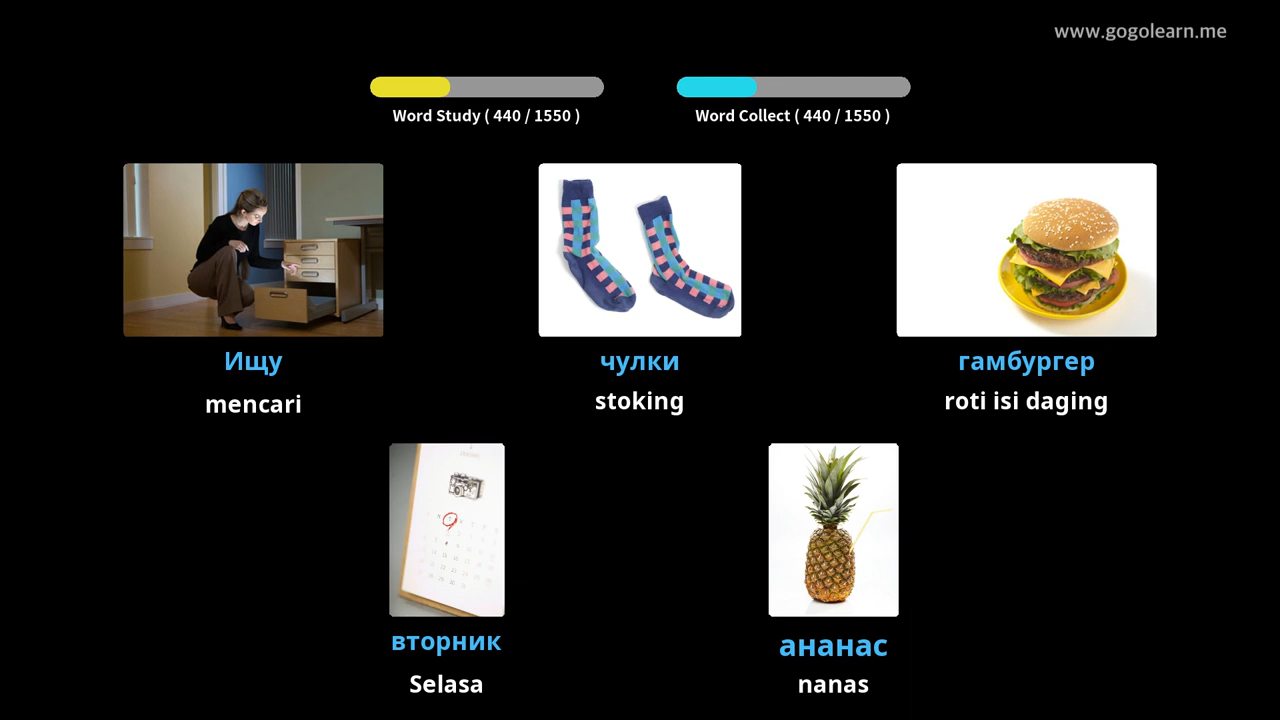 www.gogolearn.me
Word Study ( 440 / 1550 )
Word Collect ( 440 / 1550 )
Ищу
mencari
чулки
stoking
гамбургер
roti isi daging
вторник
Selasa
ананас
nanas